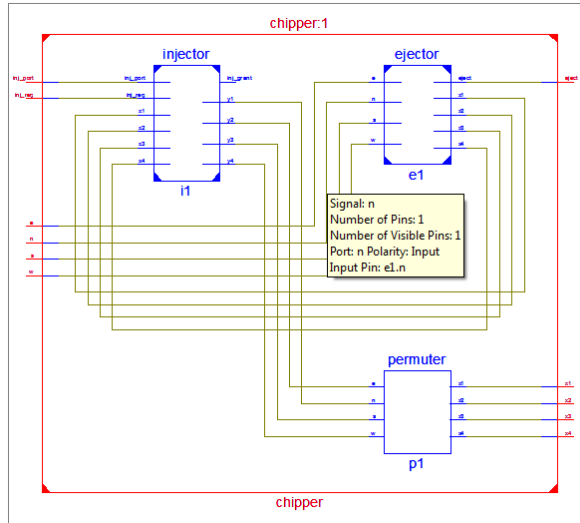 chipper:1
injector
ejector
inj_port
inj_port
inj_grant
e
eject
eject
inj_req
inj_req
y1
n
x1
x1
x2
y2
s
x2
x3
y3
w
x3
x4
y4
x4
i1
e1
e
n
s
w
Signal: n
Number of Pins: 1
Number of Visible Pins: 1
Port: n Polarity: Input
Input Pin: e1.n
permuter
e
x1
x1
n
x2
x2
s
x3
x3
w
x4
x4
p1
chipper